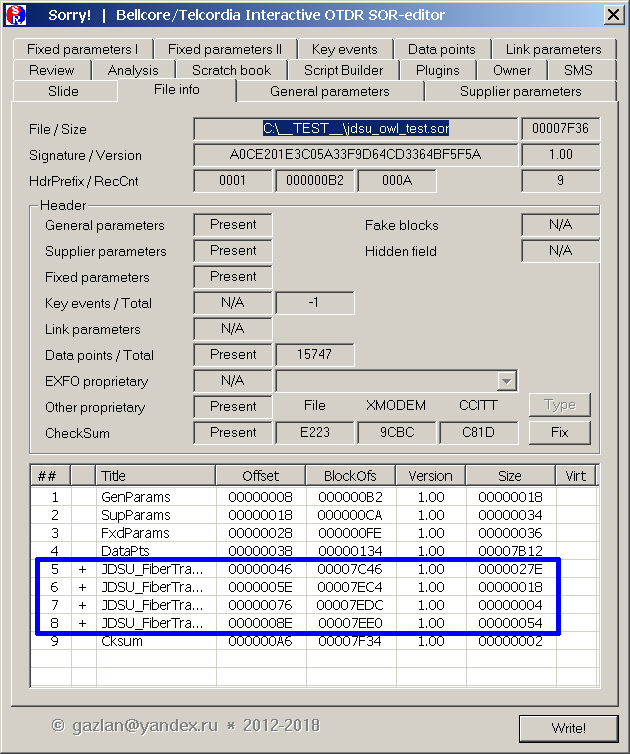 Sorry! | Bellcore/Telcordia Interactive OTDR SOR-editor
Fixed parameters I Fixed parameters II Key events Data points Link parameters
Review Analysis Scratch book Script Builder Plugins Owner SMS
Slide File info General parameters Supplier parameters
File / Size C:\__TEST__\jdsu_owl_test.sor 00007F36
Signature / Version A0CE201E3C05A33F9D64CD3364BF5F5A 1.00
HdrPrefix / RecCnt 0001 000000B2 000A 9
Header
General parameters Present Fake blocks N/A
Supplier parameters Present Hidden field N/A
Fixed parameters Present
Key events / Total N/A -1
Link parameters N/A
Data points / Total Present 15747
EXFO proprietary N/A
Other proprietary Present File XMODEM CCITT Type
CheckSum Present E223 9CBC C81D Fix
## Title Offset BlockOfs Version Size Virt
1 GenParams 00000008 000000B2 1.00 00000018
2 SupParams 00000018 000000CA 1.00 00000034
3 FxdParams 00000028 000000FE 1.00 00000036
4 DataPts 00000038 00000134 1.00 00007B12
5 + JDSU_FiberTra... 00000046 00007C46 1.00 0000027E
6 + JDSU_FiberTra... 0000005E 00007EC4 1.00 00000018
7 + JDSU_FiberTra... 00000076 00007EDC 1.00 00000004
8 + JDSU_FiberTra... 0000008E 00007EE0 1.00 00000054
9 Cksum 000000A6 00007F34 1.00 00000002
© gazlan@yandex.ru * 2012-2018 Write!